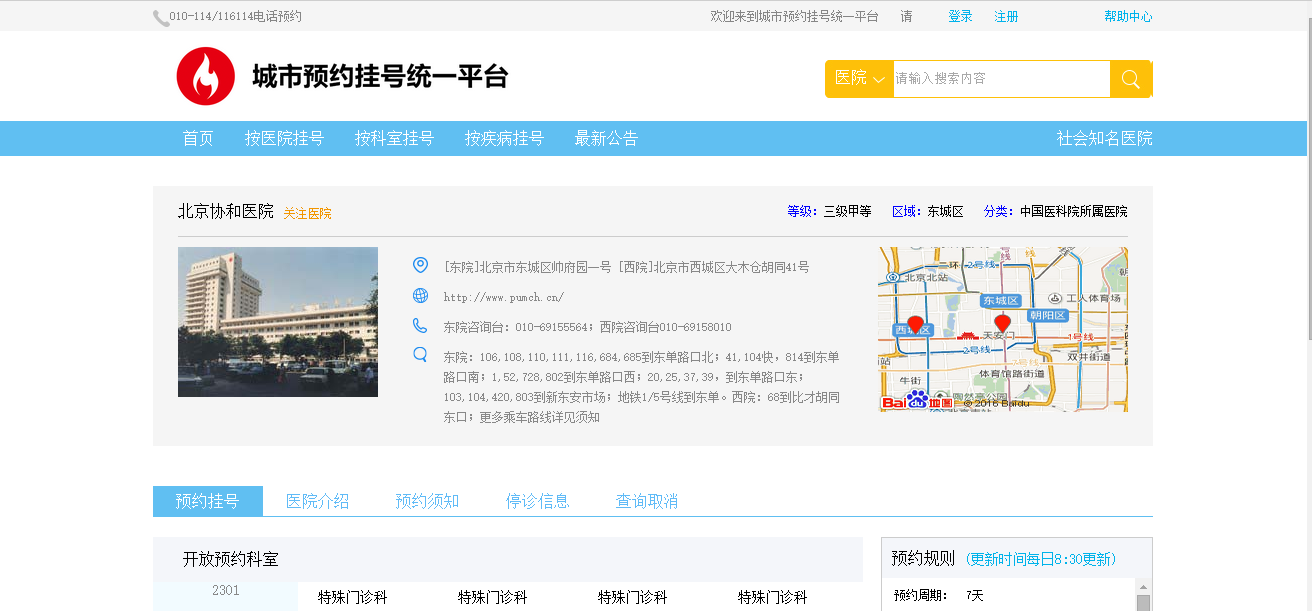 010-114/116114电话预约
欢迎来到城市预约挂号统一平台 请 登录 注册 帮助中心
城市预约挂号统一平台
医院 请输入搜索内容
首页 按医院挂号 按科室挂号 按疾病挂号 最新公告 社会知名医院
北京协和医院 关注医院 等级：三级甲等 区域：东城区 分类：中国医科院所属医院
[东院]北京市东城区帅府园一号 [西院]北京市西城区大木仓胡同41号
http://www.pumch.cn/
东院咨询台：010-69155564；西院咨询台010-69158010
东院：106,108,110,111,116,684,685到东单路口北；41,104快，814到东单
路口南；1,52,728,802到东单路口西；20,25,37,39，到东单路口东；
103,104,420,803到新东安市场；地铁1/5号线到东单。西院：68到比才胡同
东口；更多乘车路线详见须知
二环 2号线
北京北站
东城区 工人体育场
朝阳区
西城区
天安门 1号线
2号线
双井街道
7号线
体育馆路街道
牛街
陶然亭公园
Bai du 地图 © 2016 Baidu
预约挂号 医院介绍 预约须知 停诊信息 查询取消
开放预约科室
2301 特殊门诊科 特殊门诊科 特殊门诊科 特殊门诊科
预约规则 (更新时间每日8:30更新)
预约周期： 7天